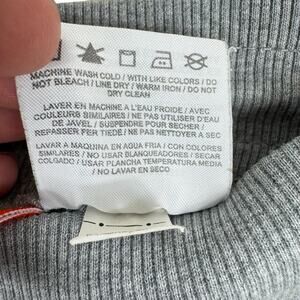 MACHINE WASH COLD / WITH LIKE COLORS / DO
NOT BLEACH / LINE DRY / WARM IRON / DO NOT
DRY CLEAN
LAVER EN MACHINE A L'EAU FROIDE / AVEC
COULEURS SIMILAIRES / NE PAS UTILISER D'EAU
DE JAVEL / SUSPENDRE POUR SECHER /
REPASSER FER TIEDE / NE PAS NETTOYER A SEC
LAVAR A MAQUINA EN AGUA FRIA / CON COLORES
SIMILARES / NO USAR BLANQUEADORES / SECAR
COLGADO / USAR PLANCHA TEMPERATURA MEDIA
/ NO LAVAR EN SECO